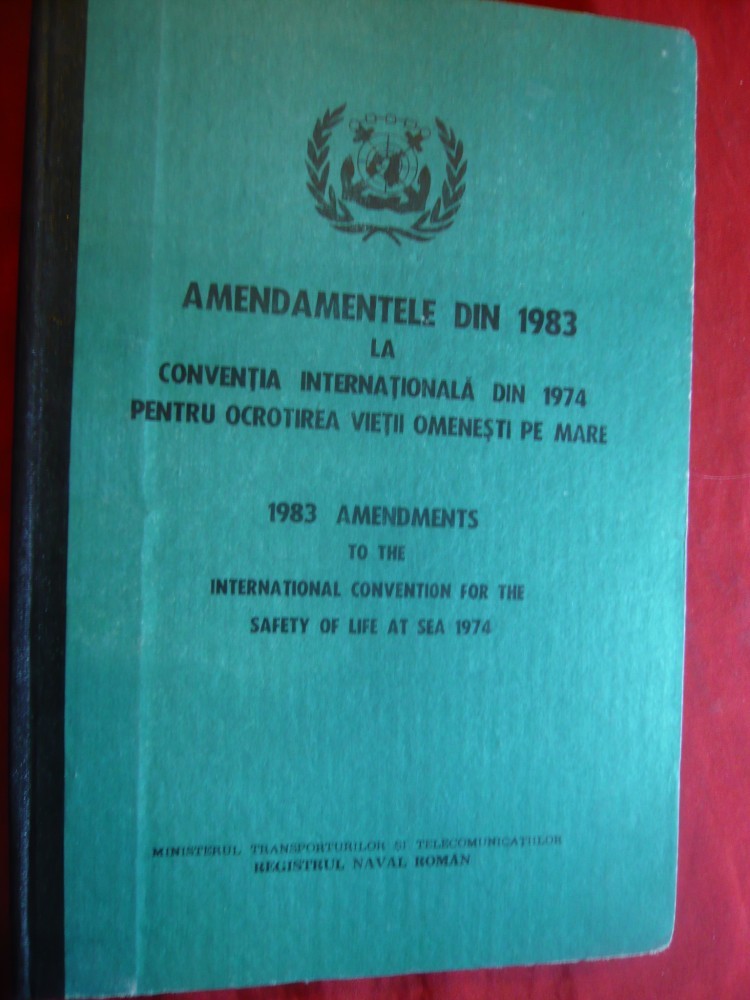 AMENDAMENTELE DIN 1983
LA
CONVENȚIA INTERNAȚIONALĂ DIN 1974
PENTRU OCROTIREA VIEȚII OMENEȘTI PE MARE
1983 AMENDMENTS
TO THE
INTERNATIONAL CONVENTION FOR THE
SAFETY OF LIFE AT SEA 1974
MINISTERUL TRANSPORTURILOR SI TELECOMUNICAȚIILOR
REGISTRUL NAVAL ROMÂN